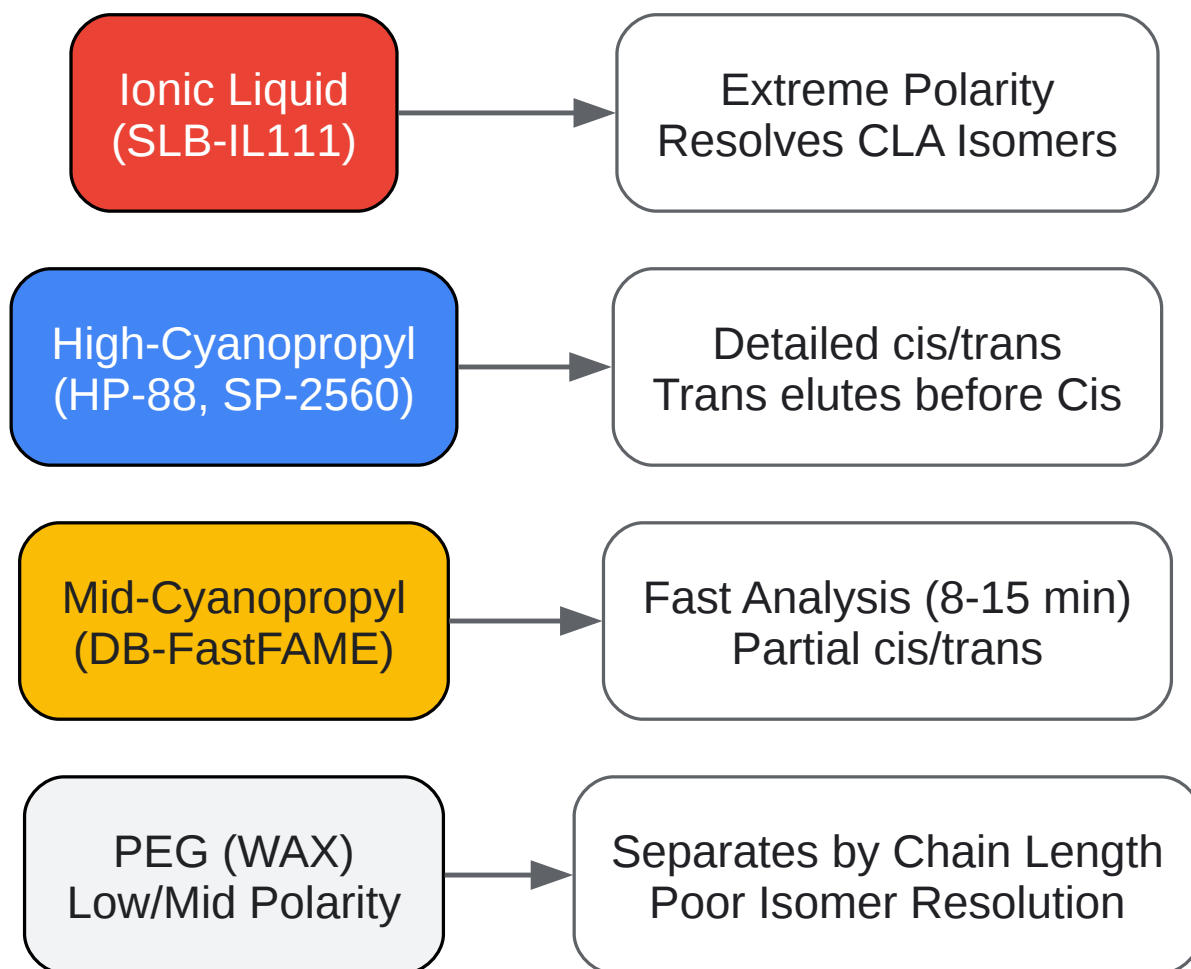 Ionic Liquid
(SLB-IL111)
Extreme Polarity
Resolves CLA Isomers
High-Cyanopropyl
(HP-88, SP-2560)
Detailed cis/trans
Trans elutes before Cis
Mid-Cyanopropyl
(DB-FastFAME)
Fast Analysis (8-15 min)
Partial cis/trans
PEG (WAX)
Low/Mid Polarity
Separates by Chain Length
Poor Isomer Resolution